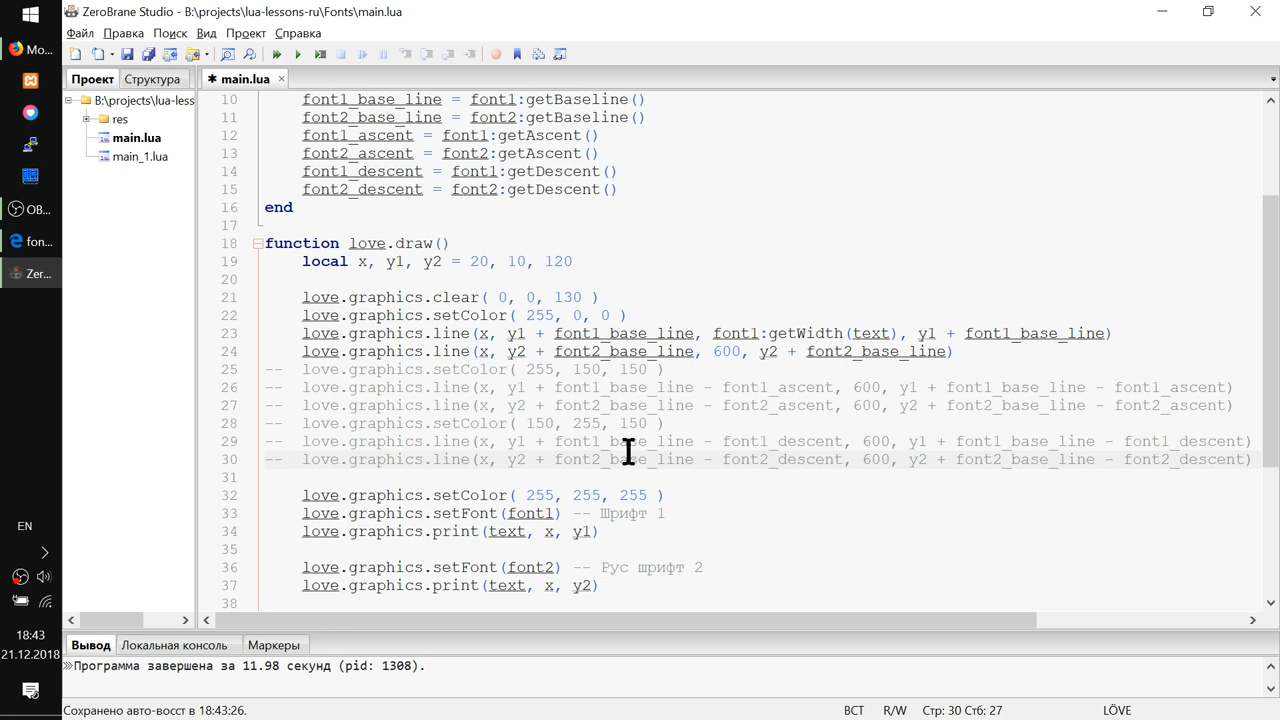 ZeroBrane Studio - B:\projects\lua-lessons-ru\Fonts\main.lua
Файл Правка Поиск Вид Проект Справка
Проект Структура
* main.lua ×
B:\projects\lua-less
res
main.lua
main_1.lua
10 font1_base_line = font1:getBaseline()
11 font2_base_line = font2:getBaseline()
12 font1_ascent = font1:getAscent()
13 font2_ascent = font2:getAscent()
14 font1_descent = font1:getDescent()
15 font2_descent = font2:getDescent()
16 end
17
18 function love.draw()
19 local x, y1, y2 = 20, 10, 120
20
21 love.graphics.clear( 0, 0, 130 )
22 love.graphics.setColor( 255, 0, 0 )
23 love.graphics.line(x, y1 + font1_base_line, font1:getWidth(text), y1 + font1_base_line)
24 love.graphics.line(x, y2 + font2_base_line, 600, y2 + font2_base_line)
25 -- love.graphics.setColor( 255, 150, 150 )
26 -- love.graphics.line(x, y1 + font1_base_line - font1_ascent, 600, y1 + font1_base_line - font1_ascent)
27 -- love.graphics.line(x, y2 + font2_base_line - font2_ascent, 600, y2 + font2_base_line - font2_ascent)
28 -- love.graphics.setColor( 150, 255, 150 )
29 -- love.graphics.line(x, y1 + font1_base_line - font1_descent, 600, y1 + font1_base_line - font1_descent)
30 -- love.graphics.line(x, y2 + font2_base_line - font2_descent, 600, y2 + font2_base_line - font2_descent)
31
32 love.graphics.setColor( 255, 255, 255 )
33 love.graphics.setFont(font1) -- Шрифт 1
34 love.graphics.print(text, x, y1)
35
36 love.graphics.setFont(font2) -- Рус шрифт 2
37 love.graphics.print(text, x, y2)
38
Вывод Локальная консоль Маркеры
Программа завершена за 11.98 секунд (pid: 1308).
Сохранено авто-восст в 18:43:26.
ВСТ R/W Стр: 30 Стб: 27 LÖVE
Mo...
OB...
fon...
Zer...
EN
18:43
21.12.2018